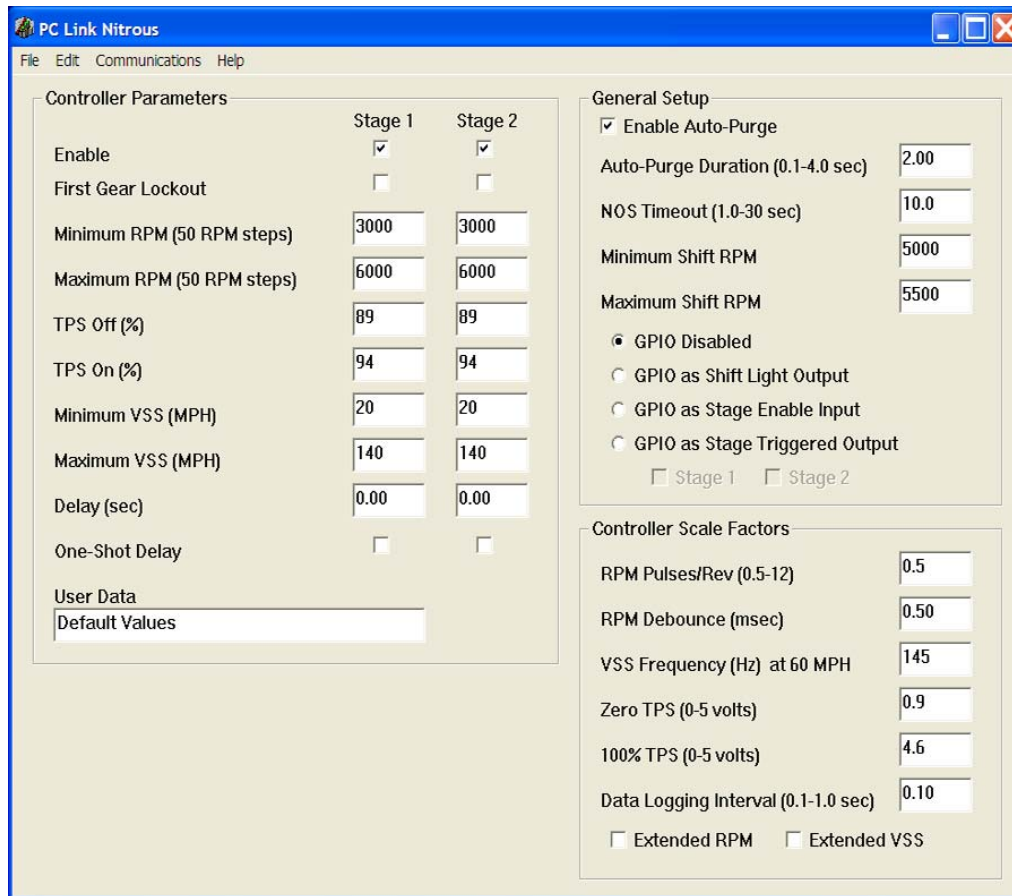 PC Link Nitrous
File Edit Communications Help
Controller Parameters
Stage 1 Stage 2
Enable
First Gear Lockout
Minimum RPM (50 RPM steps) 3000 3000
Maximum RPM (50 RPM steps) 6000 6000
TPS Off (%) 89 89
TPS On (%) 94 94
Minimum VSS (MPH) 20 20
Maximum VSS (MPH) 140 140
Delay (sec) 0.00 0.00
One-Shot Delay
User Data
Default Values
General Setup
Enable Auto-Purge
Auto-Purge Duration (0.1-4.0 sec) 2.00
NOS Timeout (1.0-30 sec) 10.0
Minimum Shift RPM 5000
Maximum Shift RPM 5500
GPIO Disabled
GPIO as Shift Light Output
GPIO as Stage Enable Input
GPIO as Stage Triggered Output
Stage 1 Stage 2
Controller Scale Factors
RPM Pulses/Rev (0.5-12) 0.5
RPM Debounce (msec) 0.50
VSS Frequency (Hz) at 60 MPH 145
Zero TPS (0-5 volts) 0.9
100% TPS (0-5 volts) 4.6
Data Logging Interval (0.1-1.0 sec) 0.10
Extended RPM Extended VSS